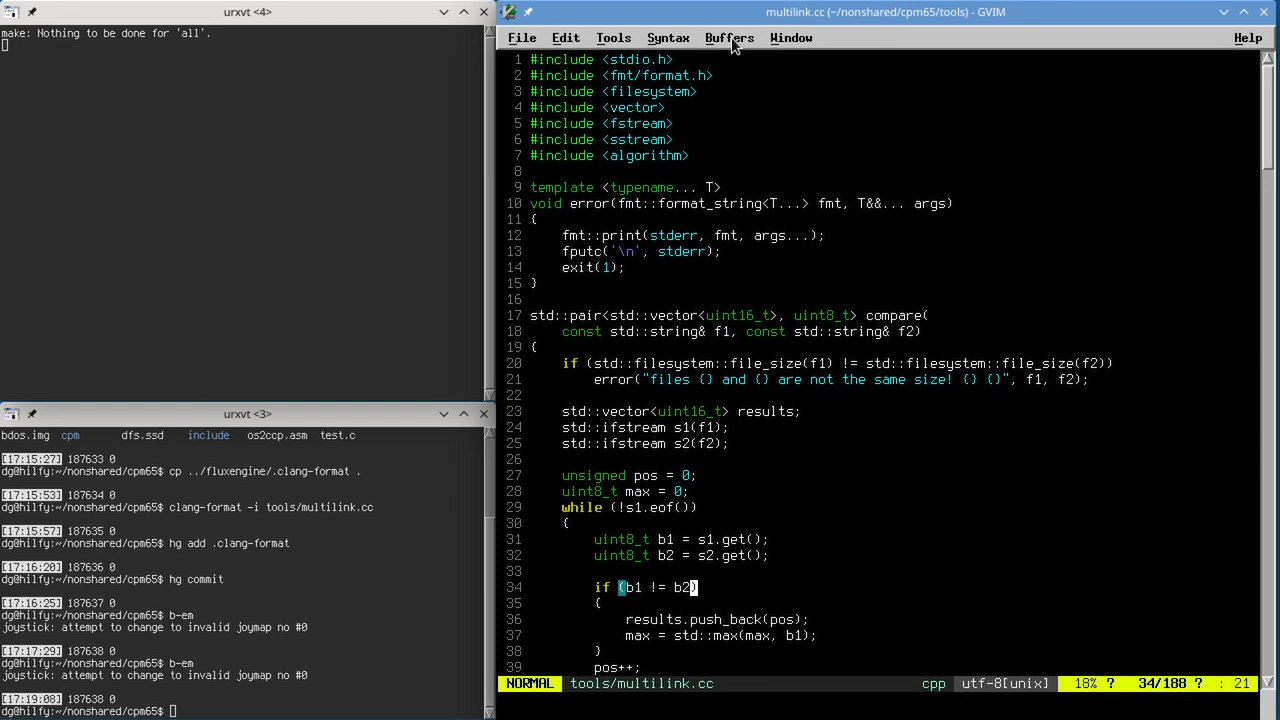 urxvt <4>
make: Nothing to be done for 'all'.
urxvt <3>
bdos.img cpm dfs.ssd include os2ccp.asm test.c
[17:15:27] 187633 0
dg@hilfy:~/nonshared/cpm65$ cp ../fluxengine/.clang-format .
[17:15:53] 187634 0
dg@hilfy:~/nonshared/cpm65$ clang-format -i tools/multilink.cc
[17:15:57] 187635 0
dg@hilfy:~/nonshared/cpm65$ hg add .clang-format
[17:16:20] 187636 0
dg@hilfy:~/nonshared/cpm65$ hg commit
[17:16:25] 187637 0
dg@hilfy:~/nonshared/cpm65$ b-em
joystick: attempt to change to invalid joymap no #0
[17:17:29] 187638 0
dg@hilfy:~/nonshared/cpm65$ b-em
joystick: attempt to change to invalid joymap no #0
[17:19:08] 187638 0
dg@hilfy:~/nonshared/cpm65$
multilink.cc (~/nonshared/cpm65/tools) - GVIM
File Edit Tools Syntax Buffers Window Help
1 #include <stdio.h>
2 #include <fmt/format.h>
3 #include <filesystem>
4 #include <vector>
5 #include <fstream>
6 #include <sstream>
7 #include <algorithm>
8
9 template <typename... T>
10 void error(fmt::format_string<T...> fmt, T&&... args)
11 {
12     fmt::print(stderr, fmt, args...);
13     fputc('\n', stderr);
14     exit(1);
15 }
16
17 std::pair<std::vector<uint16_t>, uint8_t> compare(
18     const std::string& f1, const std::string& f2)
19 {
20     if (std::filesystem::file_size(f1) != std::filesystem::file_size(f2))
21         error("files {} and {} are not the same size! {} {}", f1, f2);
22
23     std::vector<uint16_t> results;
24     std::ifstream s1(f1);
25     std::ifstream s2(f2);
26
27     unsigned pos = 0;
28     uint8_t max = 0;
29     while (!s1.eof())
30     {
31         uint8_t b1 = s1.get();
32         uint8_t b2 = s2.get();
33
34         if (b1 != b2)
35         {
36             results.push_back(pos);
37             max = std::max(max, b1);
38         }
39         pos++;
NORMAL tools/multilink.cc cpp utf-8[unix] 18% ? 34/188 ? : 21